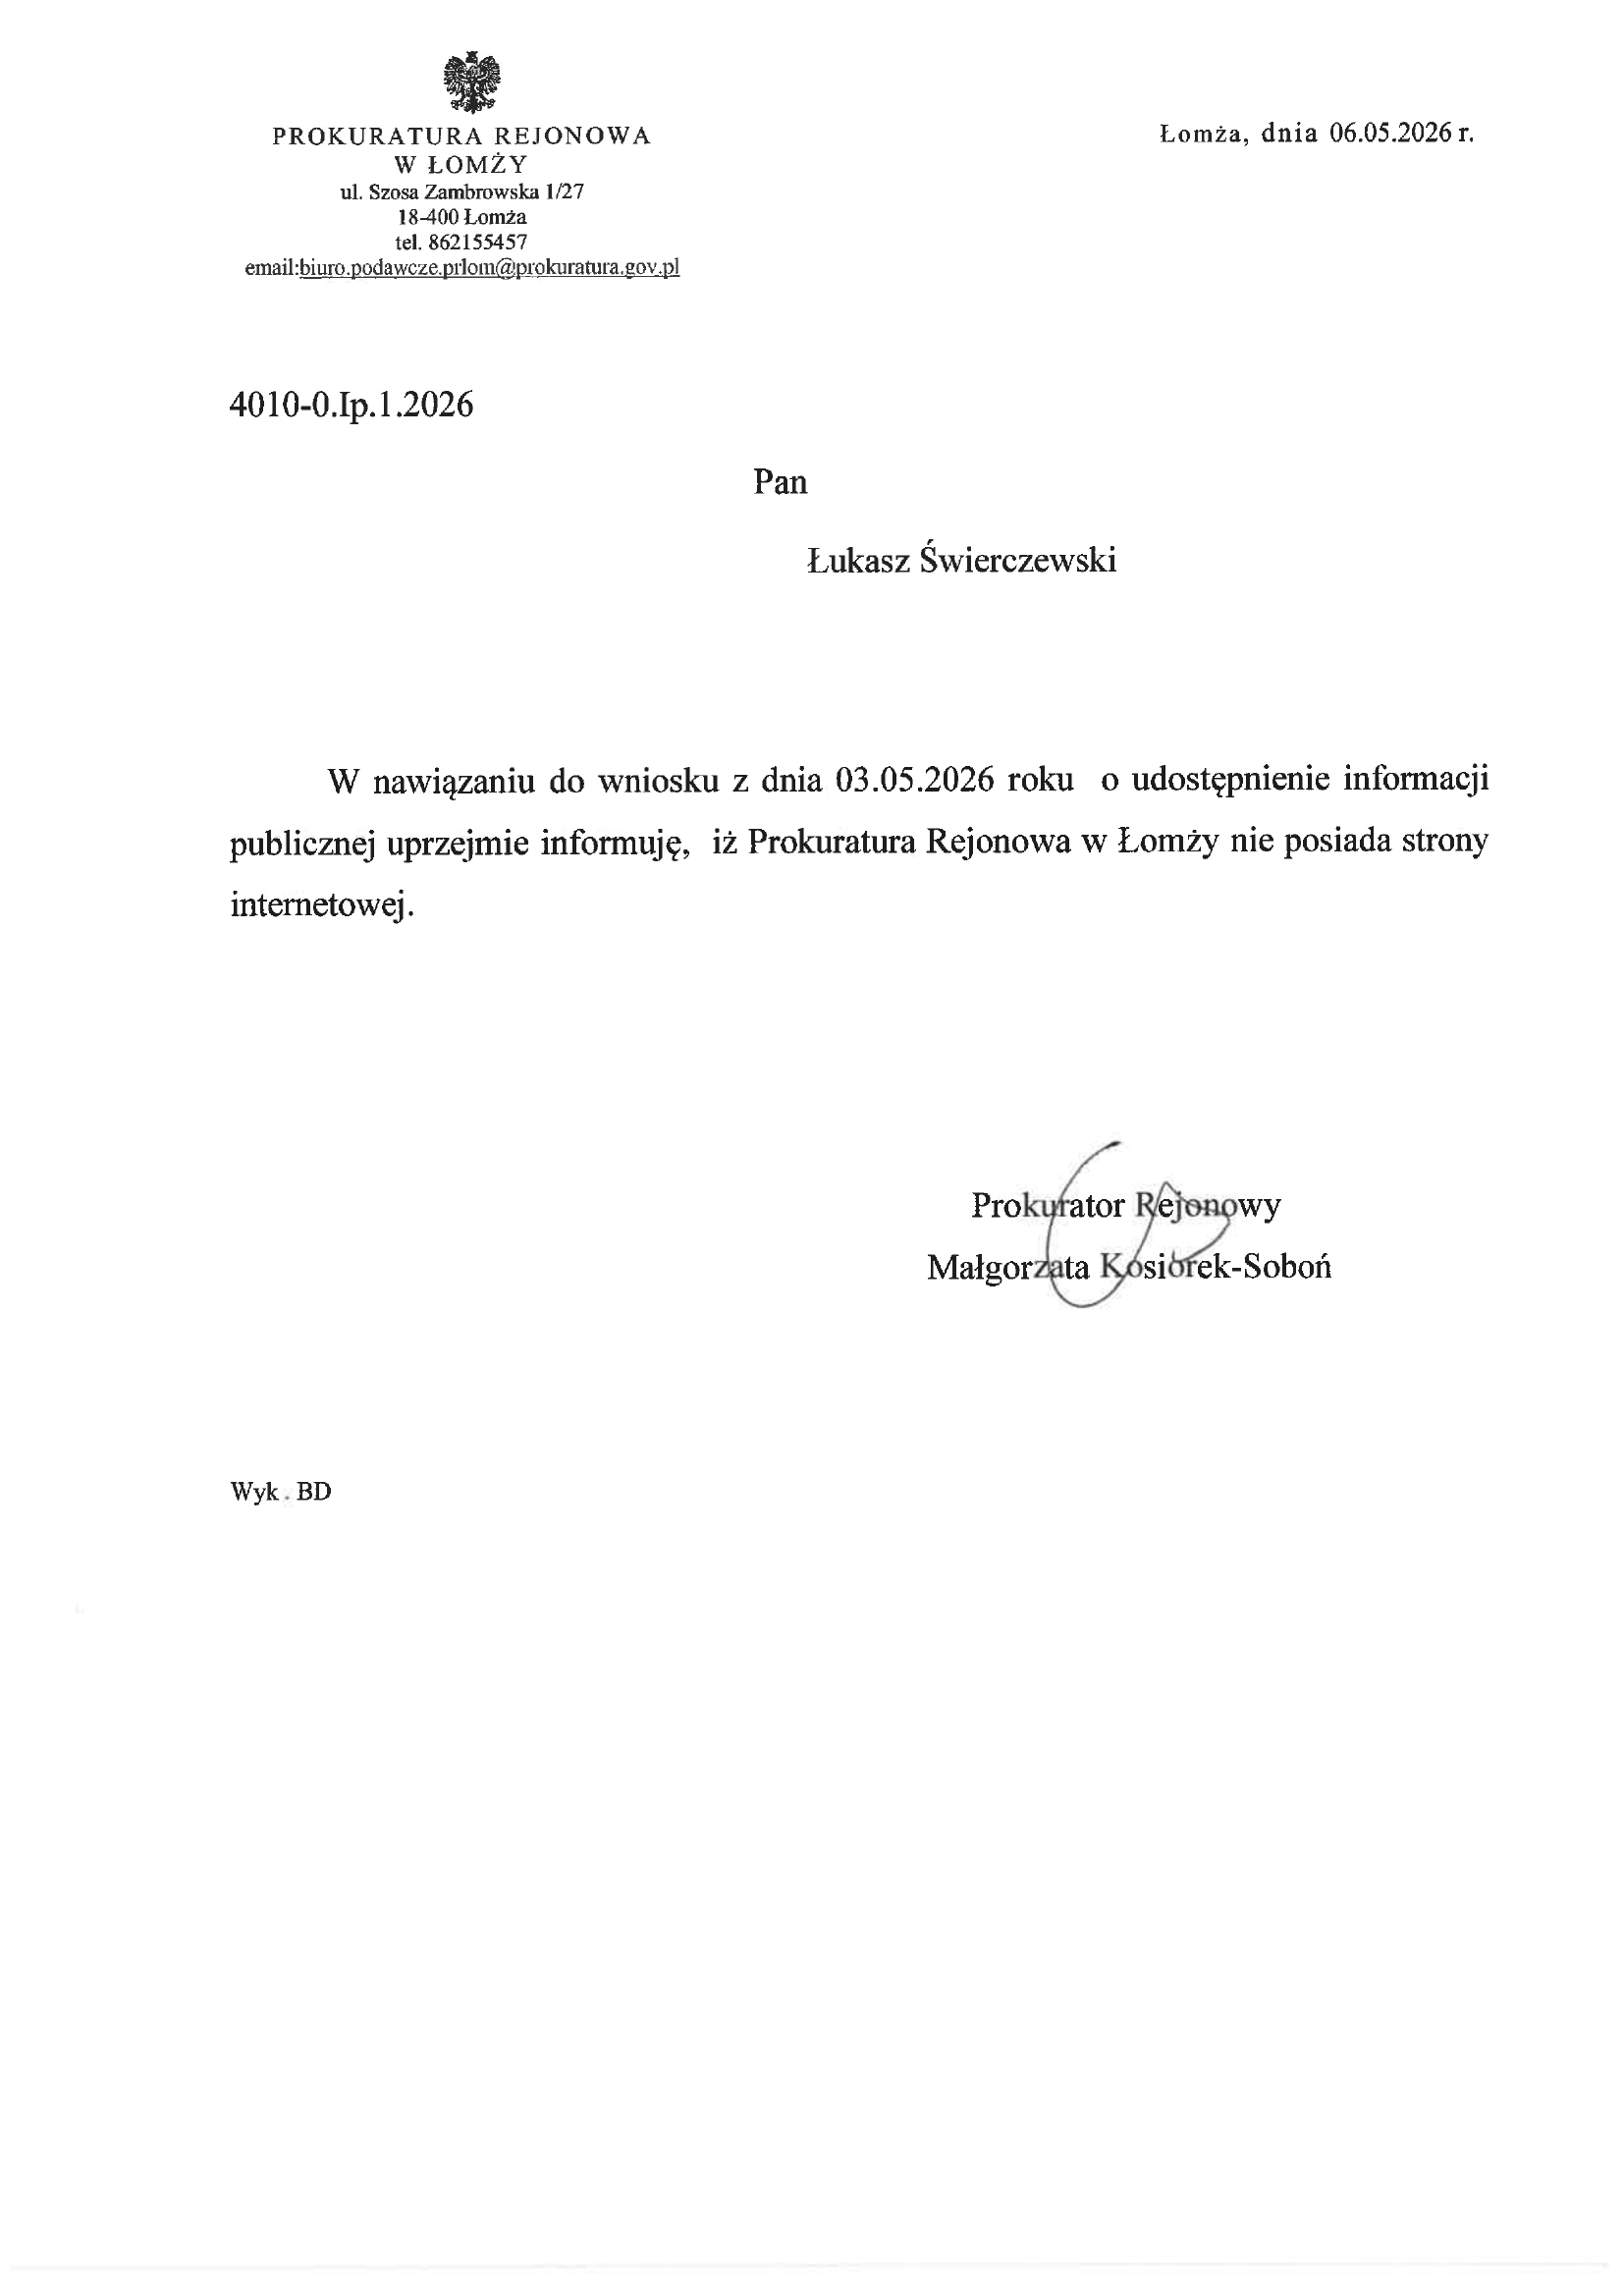 PROKURATURA REJONOWA
W ŁOMŻY
ul. Szosa Zambrowska 1/27
18-400 Łomża
tel. 862155457
email:biuro.podawcze.prlom@prokuratura.gov.pl
Łomża, dnia 06.05.2026 r.
4010-0.Ip.1.2026
Pan
Łukasz Świerczewski
W nawiązaniu do wniosku z dnia 03.05.2026 roku o udostępnienie informacji
publicznej uprzejmie informuję, iż Prokuratura Rejonowa w Łomży nie posiada strony
internetowej.
Prokurator Rejonowy
Małgorzata Kosiorek-Soboń
Wyk . BD